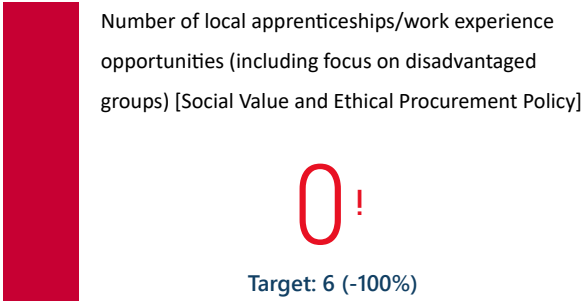 Number of local apprenticeships/work experience
opportunities (including focus on disadvantaged
groups) [Social Value and Ethical Procurement Policy]
0!
Target: 6 (-100%)